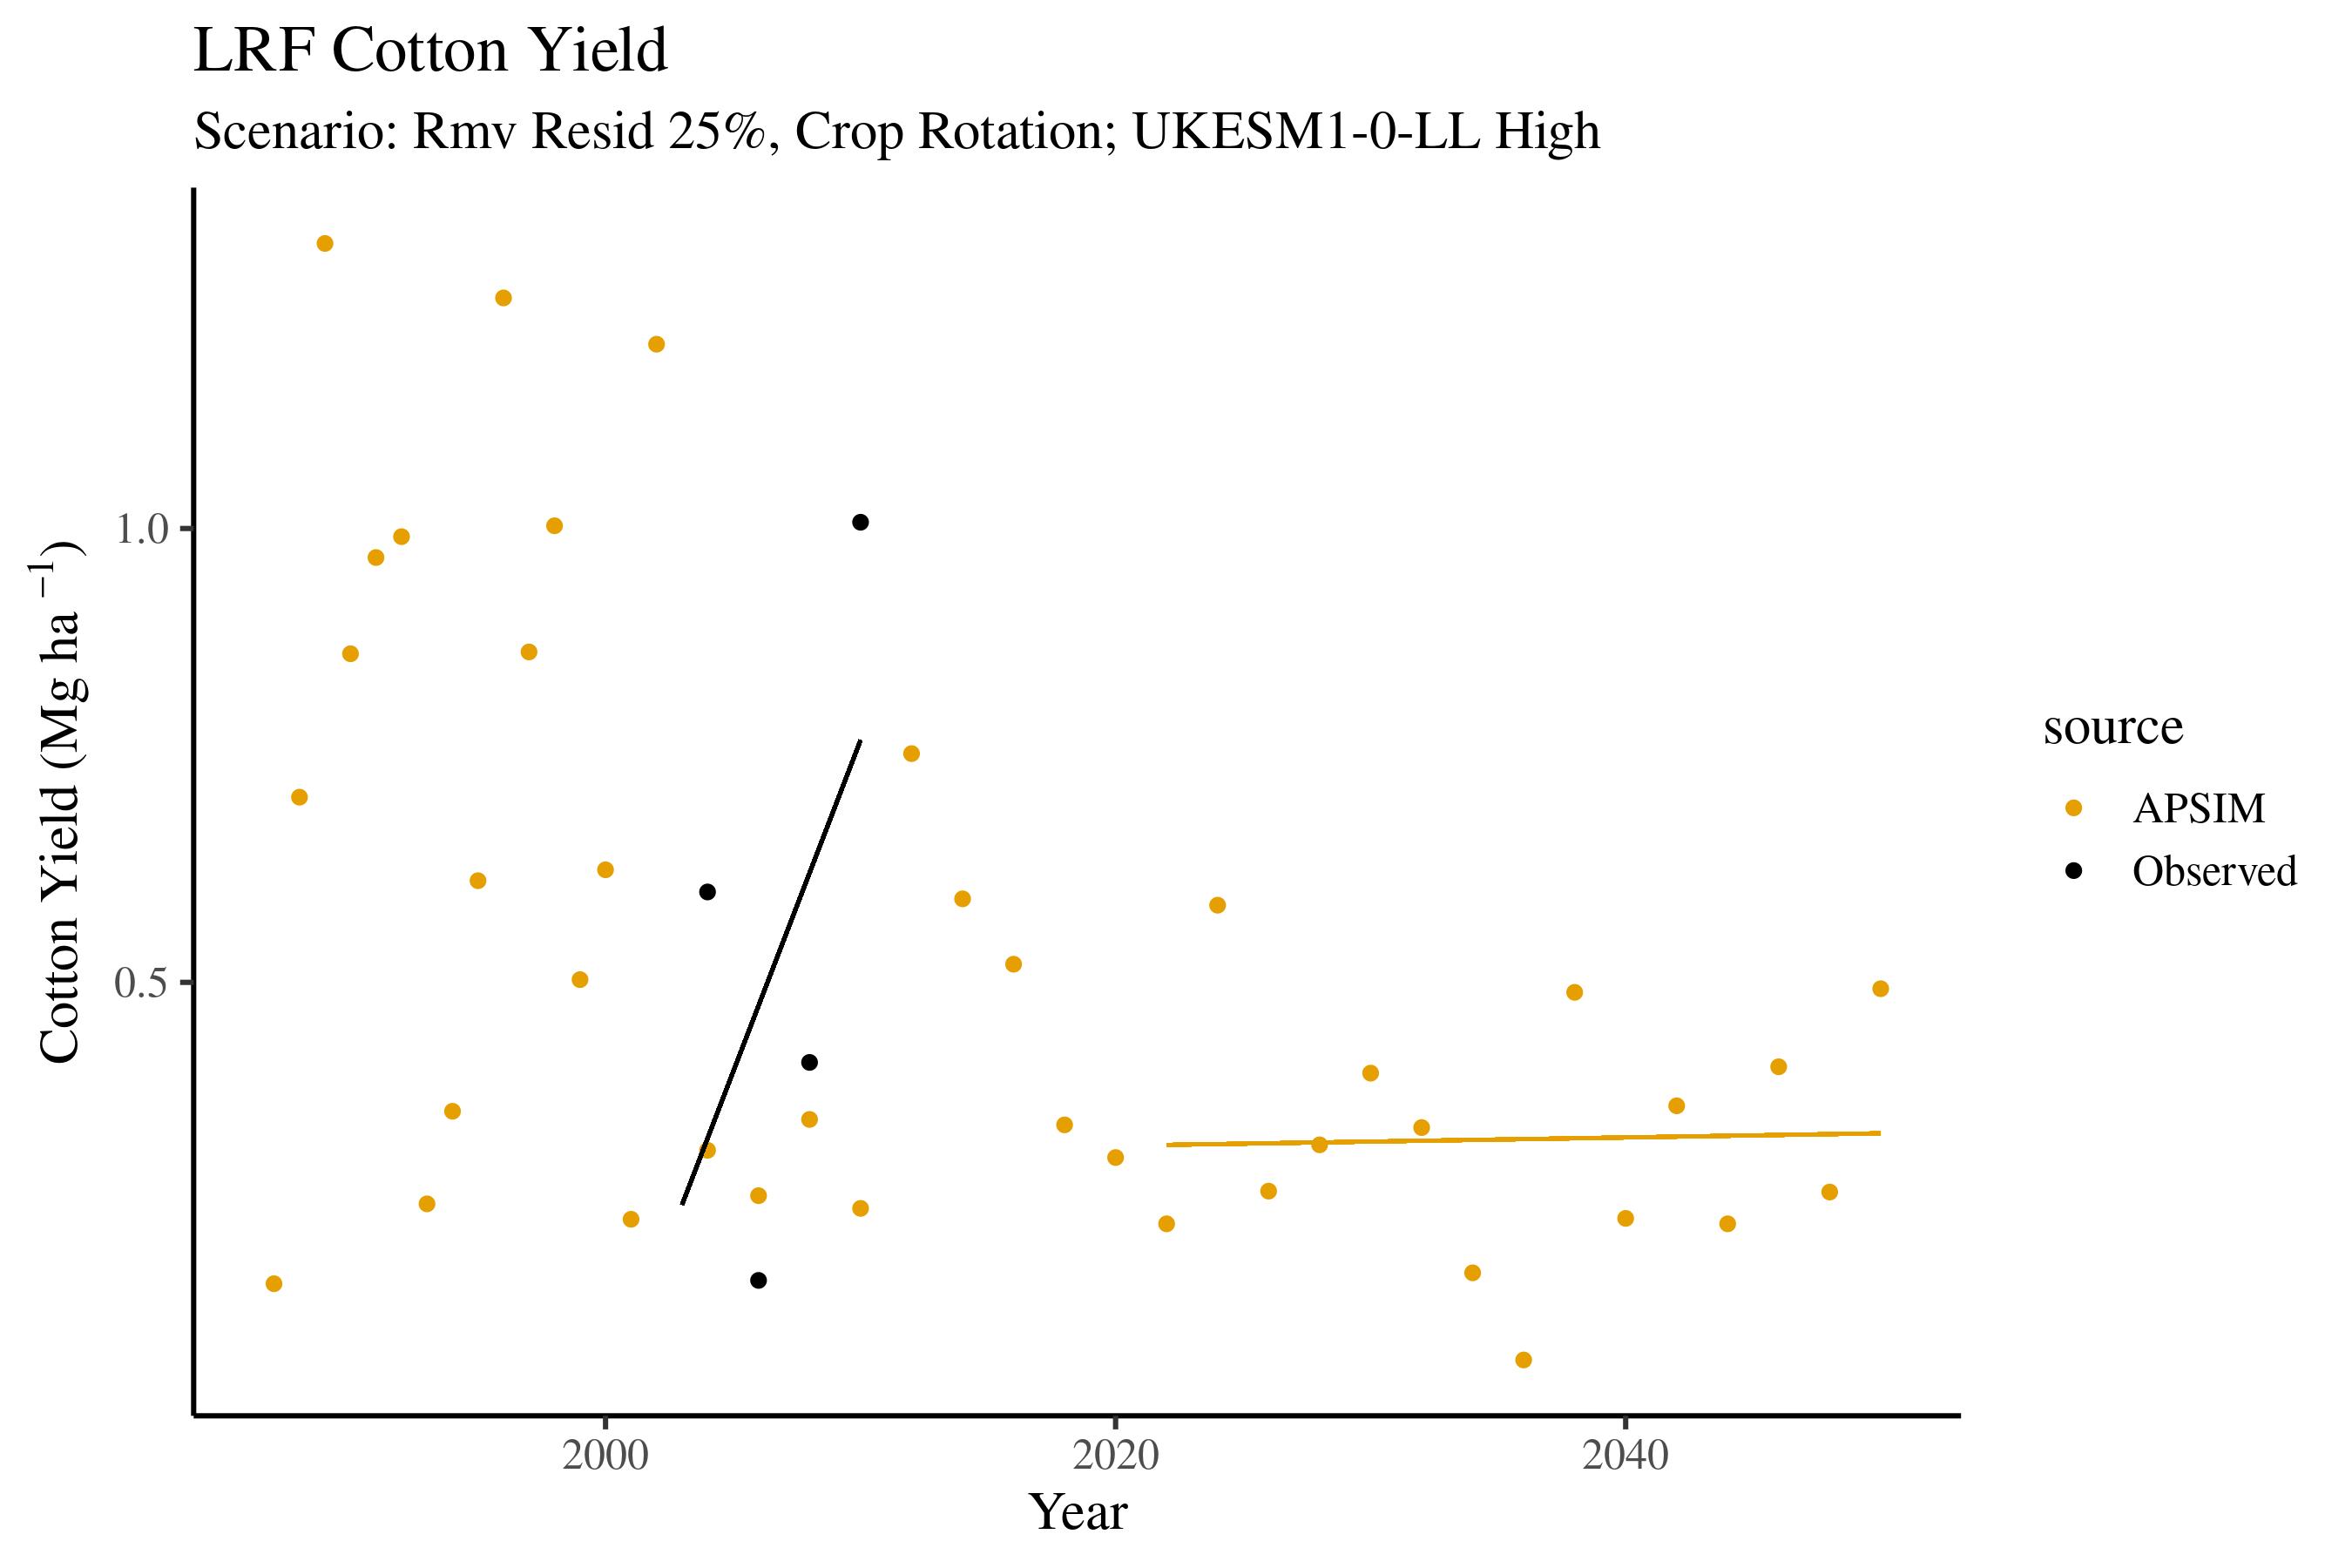 LRF Cotton Yield
Scenario: Rmv Resid 25%, Crop Rotation; UKESM1-0-LL High
Cotton Yield (Mg ha −1)
1.0
0.5
2000
2020
2040
Year
source
APSIM
Observed